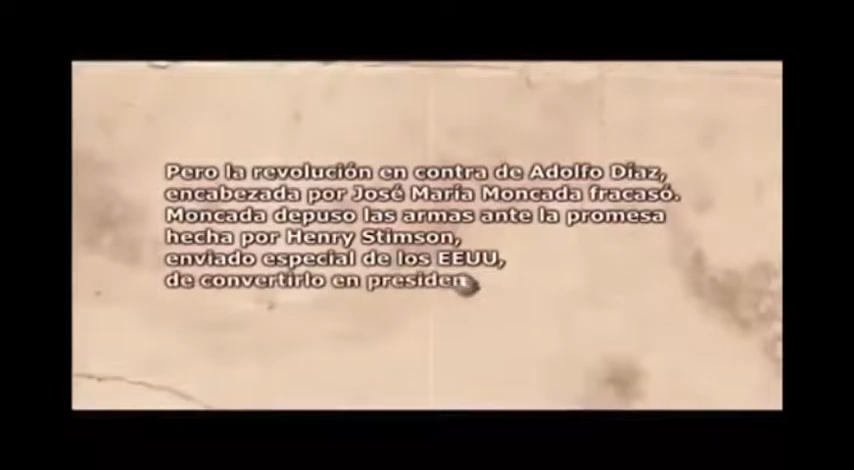 Pero la revolución en contra de Adolfo Díaz,
encabezada por José María Moncada fracasó.
Moncada depuso las armas ante la promesa
hecha por Henry Stimson,
enviado especial de los EEUU,
de convertirlo en presiden